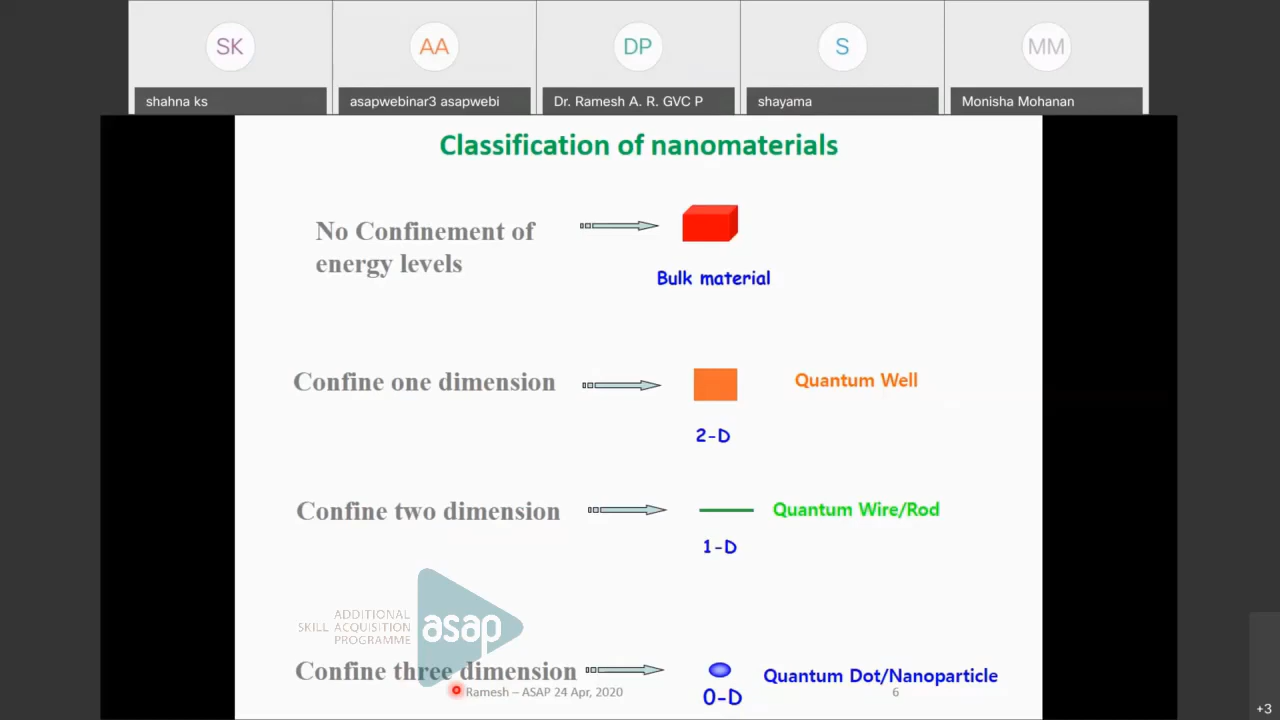 SK
AA
DP
S
MM
shahna ks
asapwebinar3 asapwebi
Dr. Ramesh A. R. GVC P
shayama
Monisha Mohanan
Classification of nanomaterials
No Confinement of
energy levels
Bulk material
Confine one dimension
Quantum Well
2-D
Confine two dimension
Quantum Wire/Rod
1-D
ADDITIONAL
SKILL ACQUISITION
PROGRAMME
asap
Confine three dimension
Quantum Dot/Nanoparticle
0-D
Ramesh – ASAP 24 Apr, 2020
6
+3